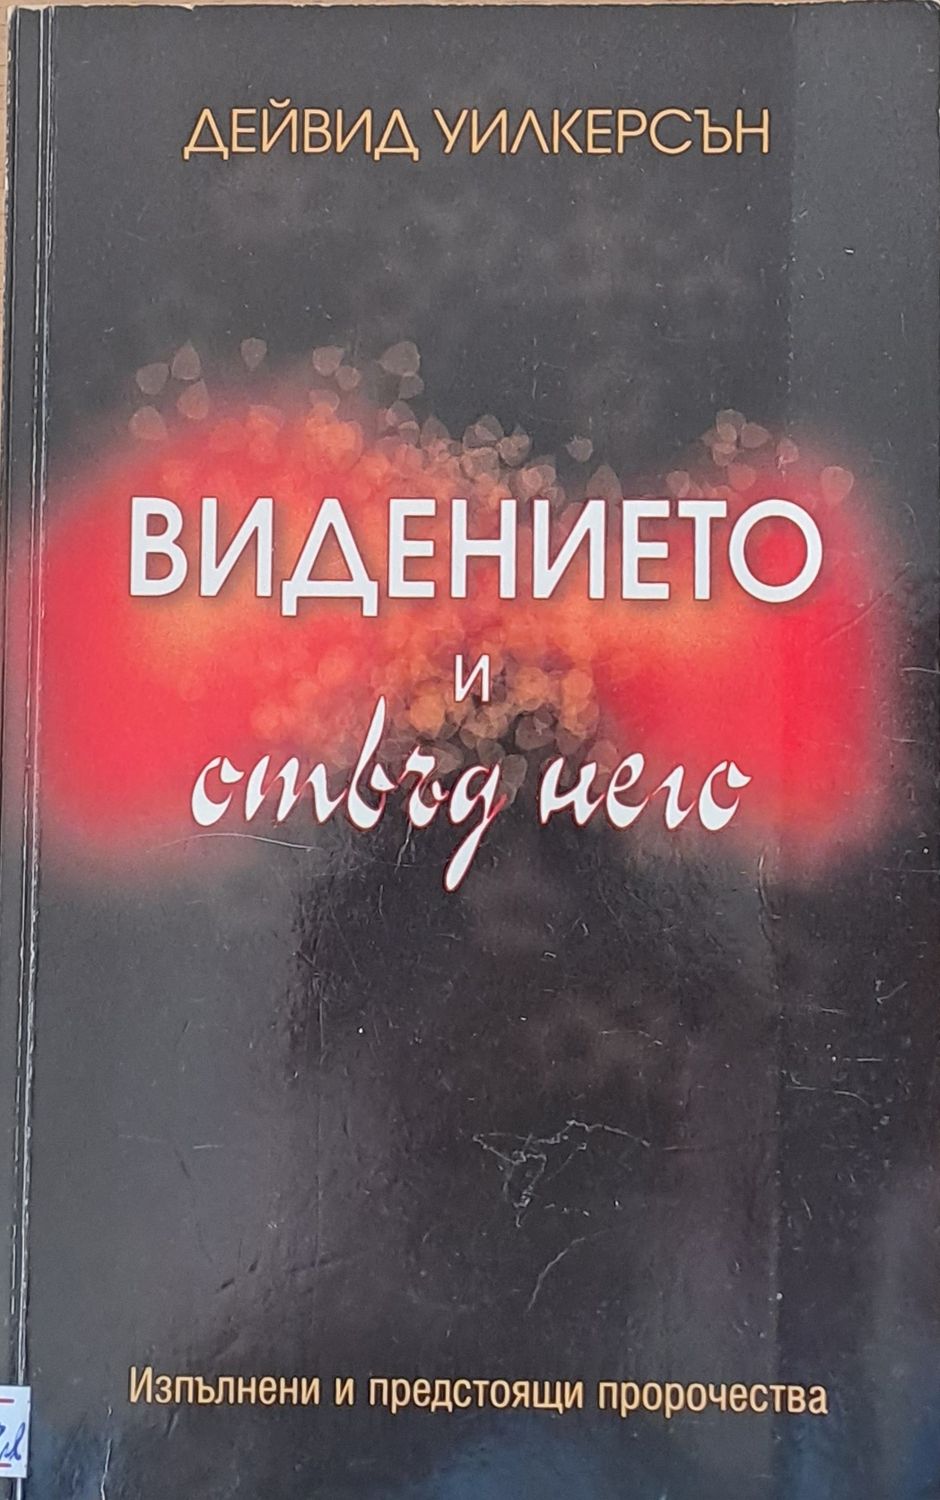 ДЕЙВИД УИЛКЕРСЪН
ВИДЕНИЕТО
и
отвъд него
Изпълнени и предстоящи пророчества